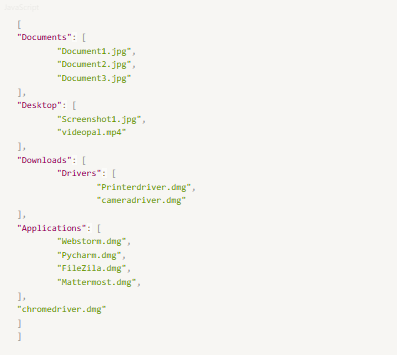 [
"Documents": [
"Document1.jpg",
"Document2.jpg",
"Document3.jpg"
],
"Desktop": [
"Screenshot1.jpg",
"videopal.mp4"
],
"Downloads": [
"Drivers": [
"Printerdriver.dmg",
"cameradriver.dmg"
],
"Applications": [
"Webstorm.dmg",
"Pycharm.dmg",
"FileZila.dmg",
"Mattermost.dmg",
],
"chromedriver.dmg"
]
]